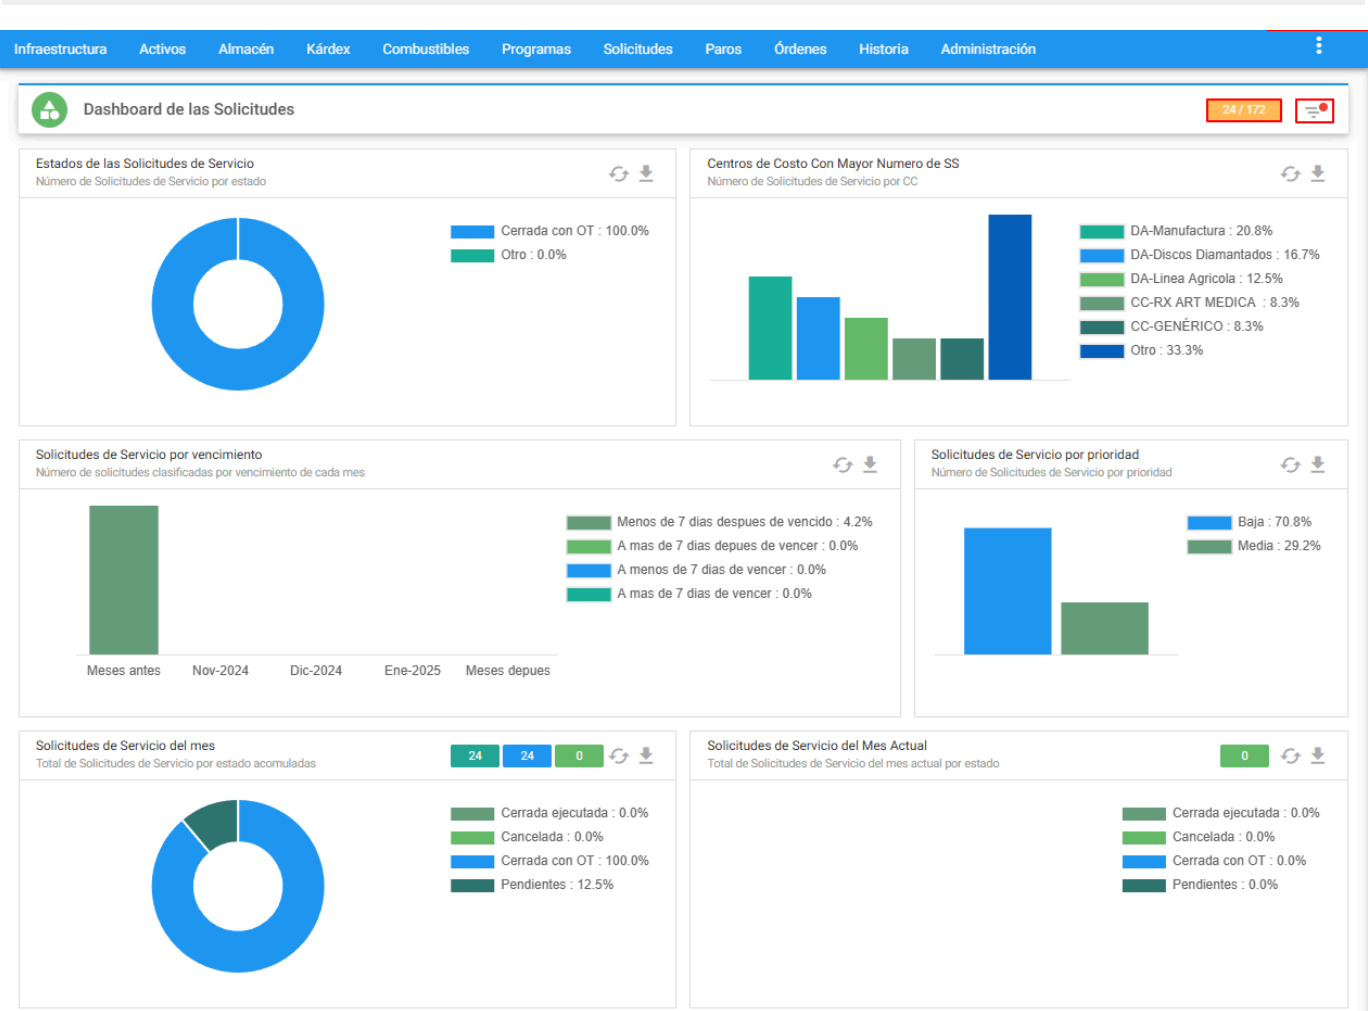 Infraestructura Activos Almacén Kárdex Combustibles Programas Solicitudes Paros Órdenes Historia Administración
Dashboard de las Solicitudes
24 / 172
Estados de las Solicitudes de Servicio
Número de Solicitudes de Servicio por estado
Cerrada con OT : 100.0%
Otro : 0.0%
Centros de Costo Con Mayor Numero de SS
Número de Solicitudes de Servicio por CC
DA-Manufactura : 20.8%
DA-Discos Diamantados : 16.7%
DA-Linea Agricola : 12.5%
CC-RX ART MEDICA : 8.3%
CC-GENÉRICO : 8.3%
Otro : 33.3%
Solicitudes de Servicio por vencimiento
Número de solicitudes clasificadas por vencimiento de cada mes
Menos de 7 dias despues de vencido : 4.2%
A mas de 7 dias depues de vencer : 0.0%
A menos de 7 dias de vencer : 0.0%
A mas de 7 dias de vencer : 0.0%
Meses antes Nov-2024 Dic-2024 Ene-2025 Meses depues
Solicitudes de Servicio por prioridad
Número de Solicitudes de Servicio por prioridad
Baja : 70.8%
Media : 29.2%
Solicitudes de Servicio del mes
Total de Solicitudes de Servicio por estado acomuladas
24 24 0
Cerrada ejecutada : 0.0%
Cancelada : 0.0%
Cerrada con OT : 100.0%
Pendientes : 12.5%
Solicitudes de Servicio del Mes Actual
Total de Solicitudes de Servicio del mes actual por estado
0
Cerrada ejecutada : 0.0%
Cancelada : 0.0%
Cerrada con OT : 0.0%
Pendientes : 0.0%